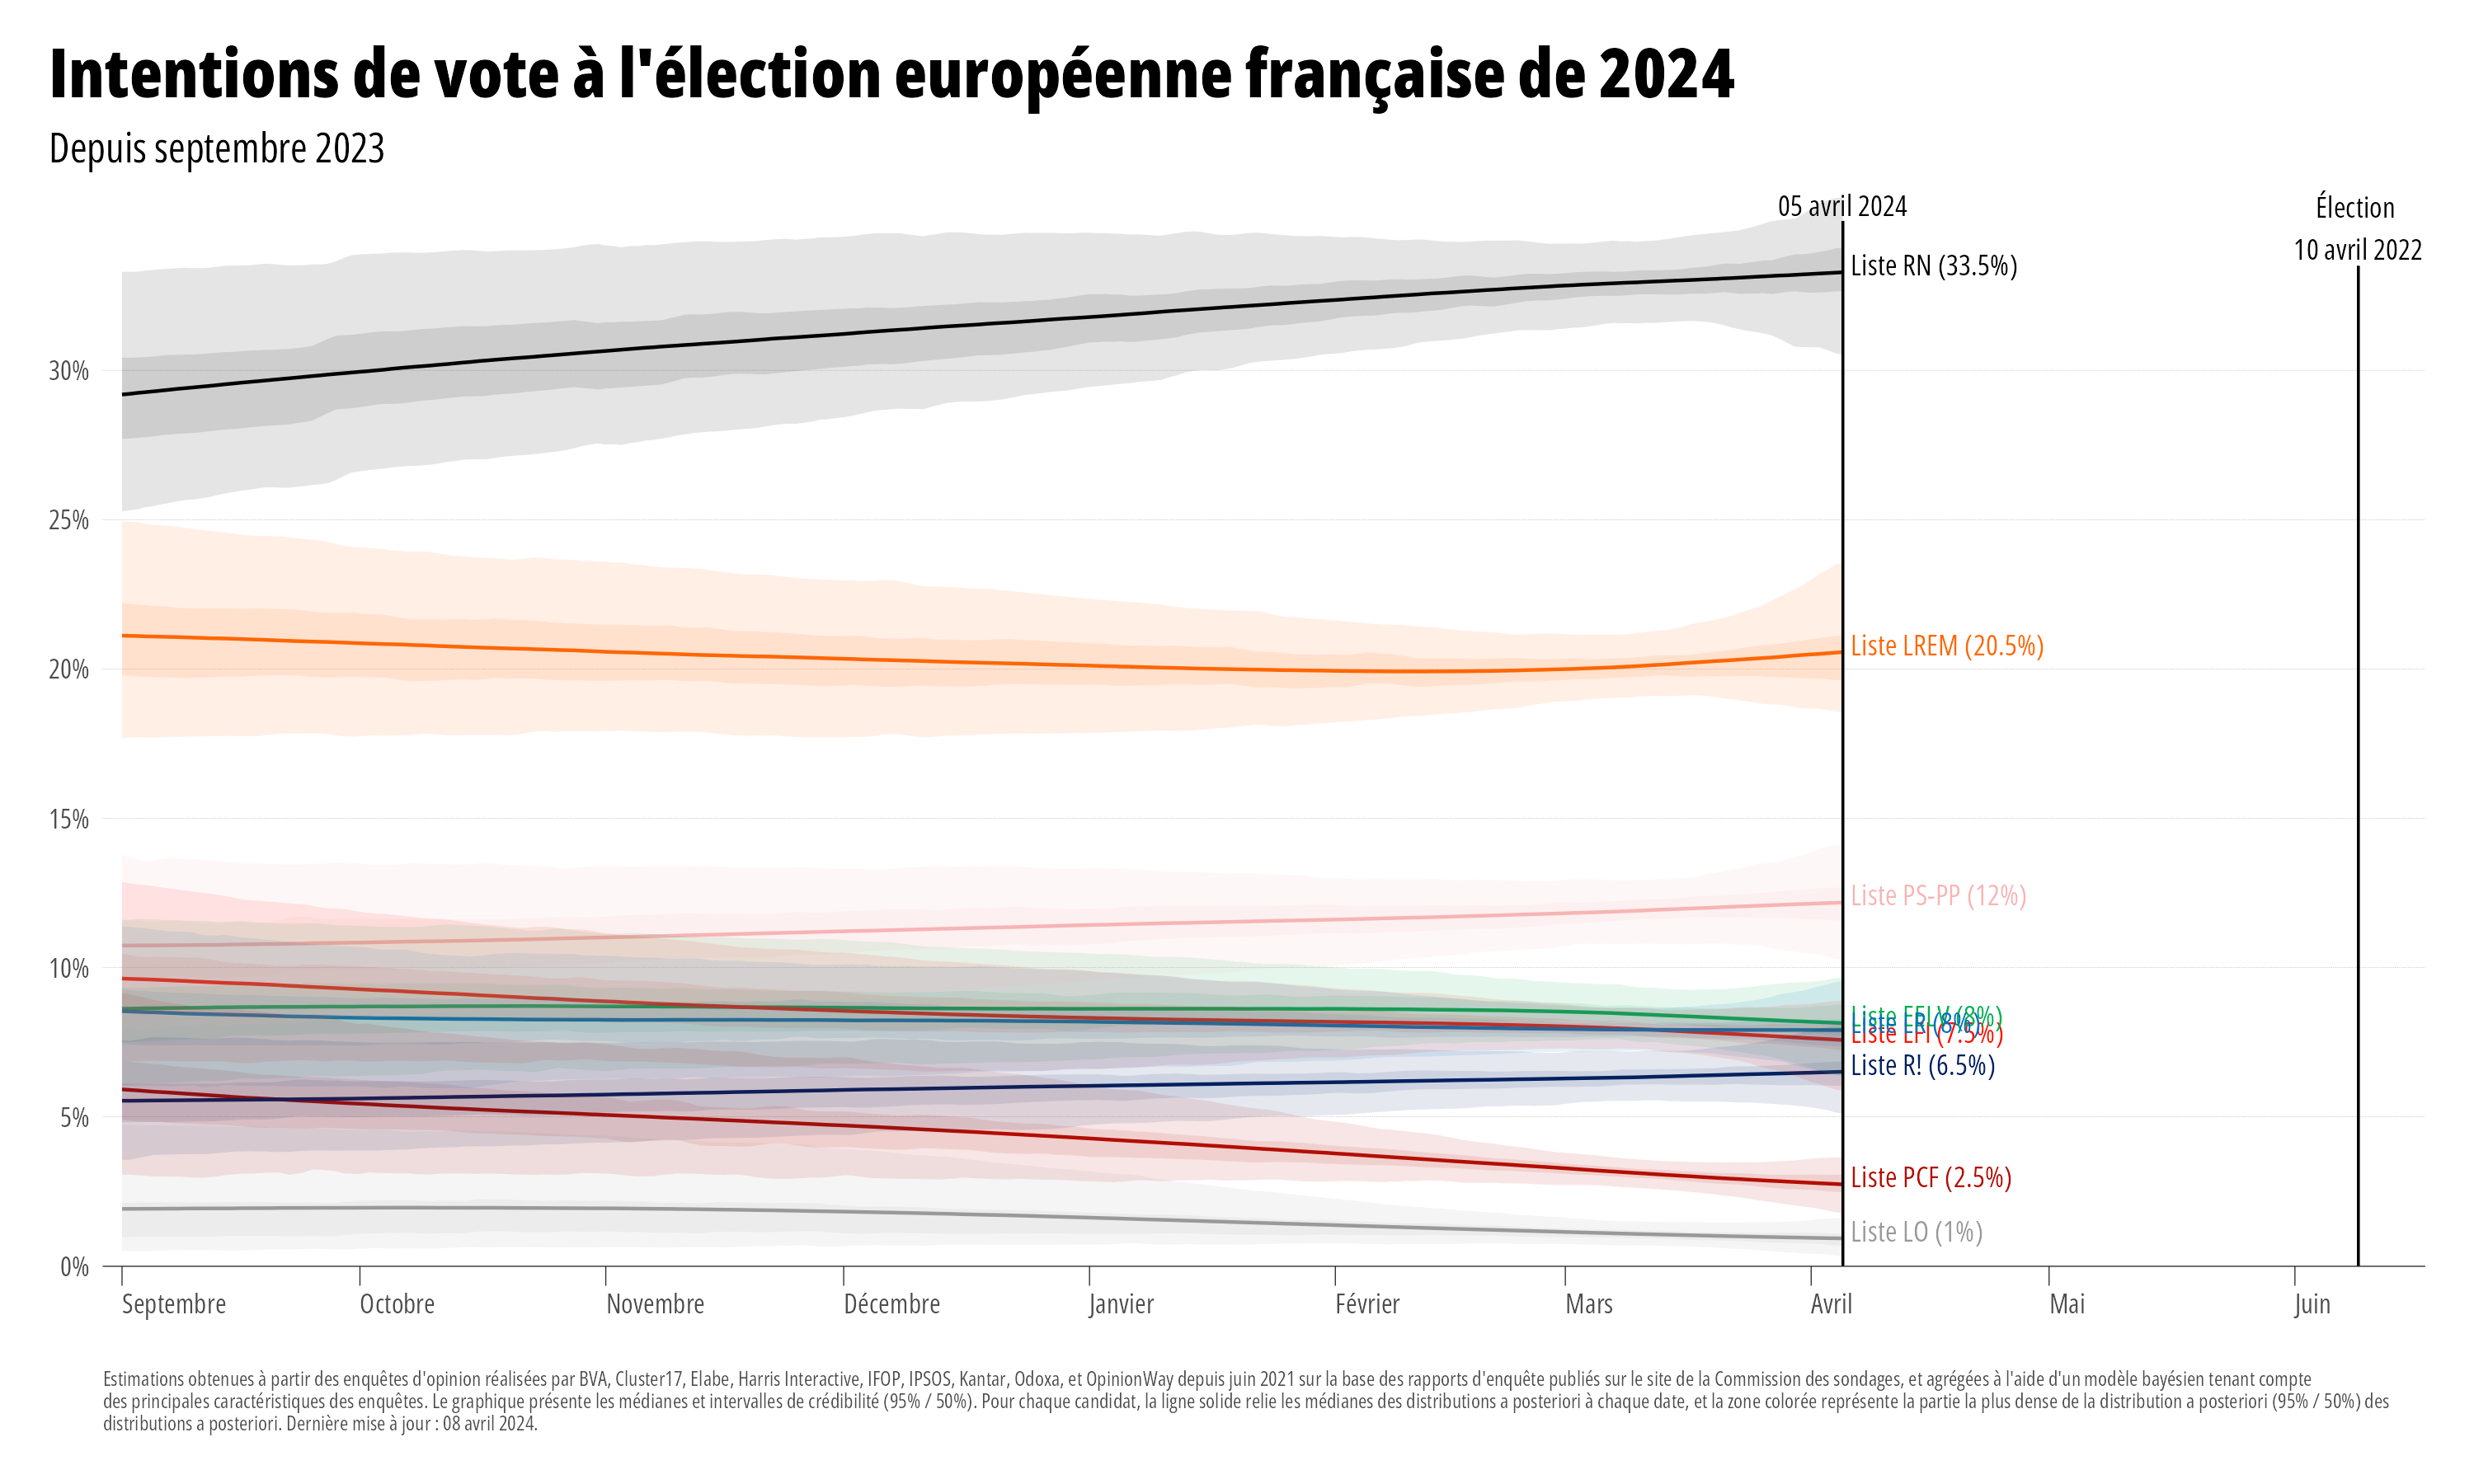 Intentions de vote à l'élection européenne française de 2024
Depuis septembre 2023
05 avril 2024
Élection
10 avril 2022
Liste RN (33.5%)
30%
25%
Liste LREM (20.5%)
20%
15%
Liste PS-PP (12%)
10%
Liste EELV (8%)
Liste LR (8%)
Liste LFI (7.5%)
Liste R! (6.5%)
5%
Liste PCF (2.5%)
Liste LO (1%)
0%
Septembre
Octobre
Novembre
Décembre
Janvier
Février
Mars
Avril
Mai
Juin
Estimations obtenues à partir des enquêtes d'opinion réalisées par BVA, Cluster17, Elabe, Harris Interactive, IFOP, IPSOS, Kantar, Odoxa, et OpinionWay depuis juin 2021 sur la base des rapports d'enquête publiés sur le site de la Commission des sondages, et agrégées à l'aide d'un modèle bayésien tenant compte
des principales caractéristiques des enquêtes. Le graphique présente les médianes et intervalles de crédibilité (95% / 50%). Pour chaque candidat, la ligne solide relie les médianes des distributions a posteriori à chaque date, et la zone colorée représente la partie la plus dense de la distribution a posteriori (95% / 50%) des
distributions a posteriori. Dernière mise à jour : 08 avril 2024.